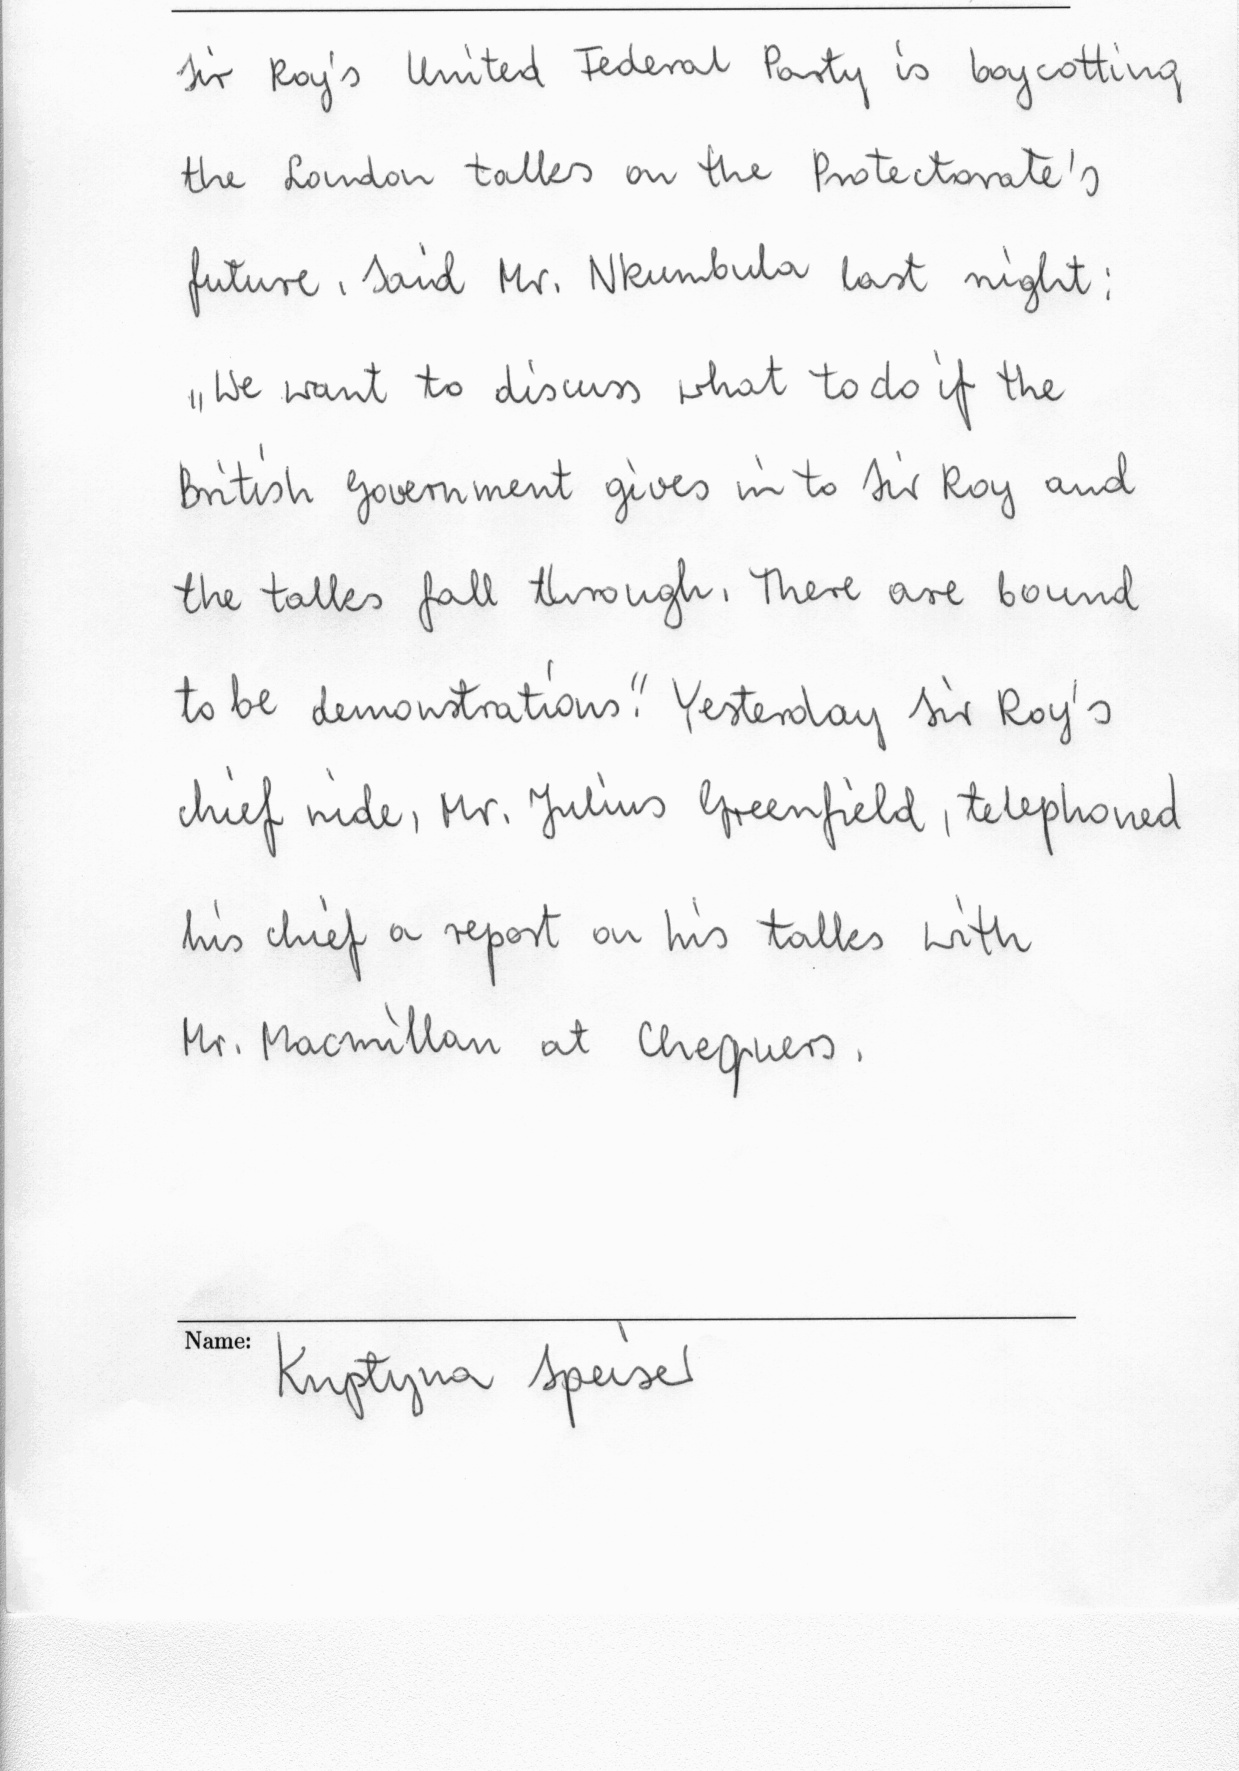 Sir Roy's United Federal Party is boycotting
the London talks on the Protectorate's
future. Said Mr. Nkumbula last night:
„We want to discuss what to do if the
British Government gives in to Sir Roy and
the talks fall through. There are bound
to be demonstrations." Yesterday Sir Roy's
chief aide, Mr. Julius Greenfield, telephoned
his chief a report on his talks with
Mr. Macmillan at Chequers.
Name: